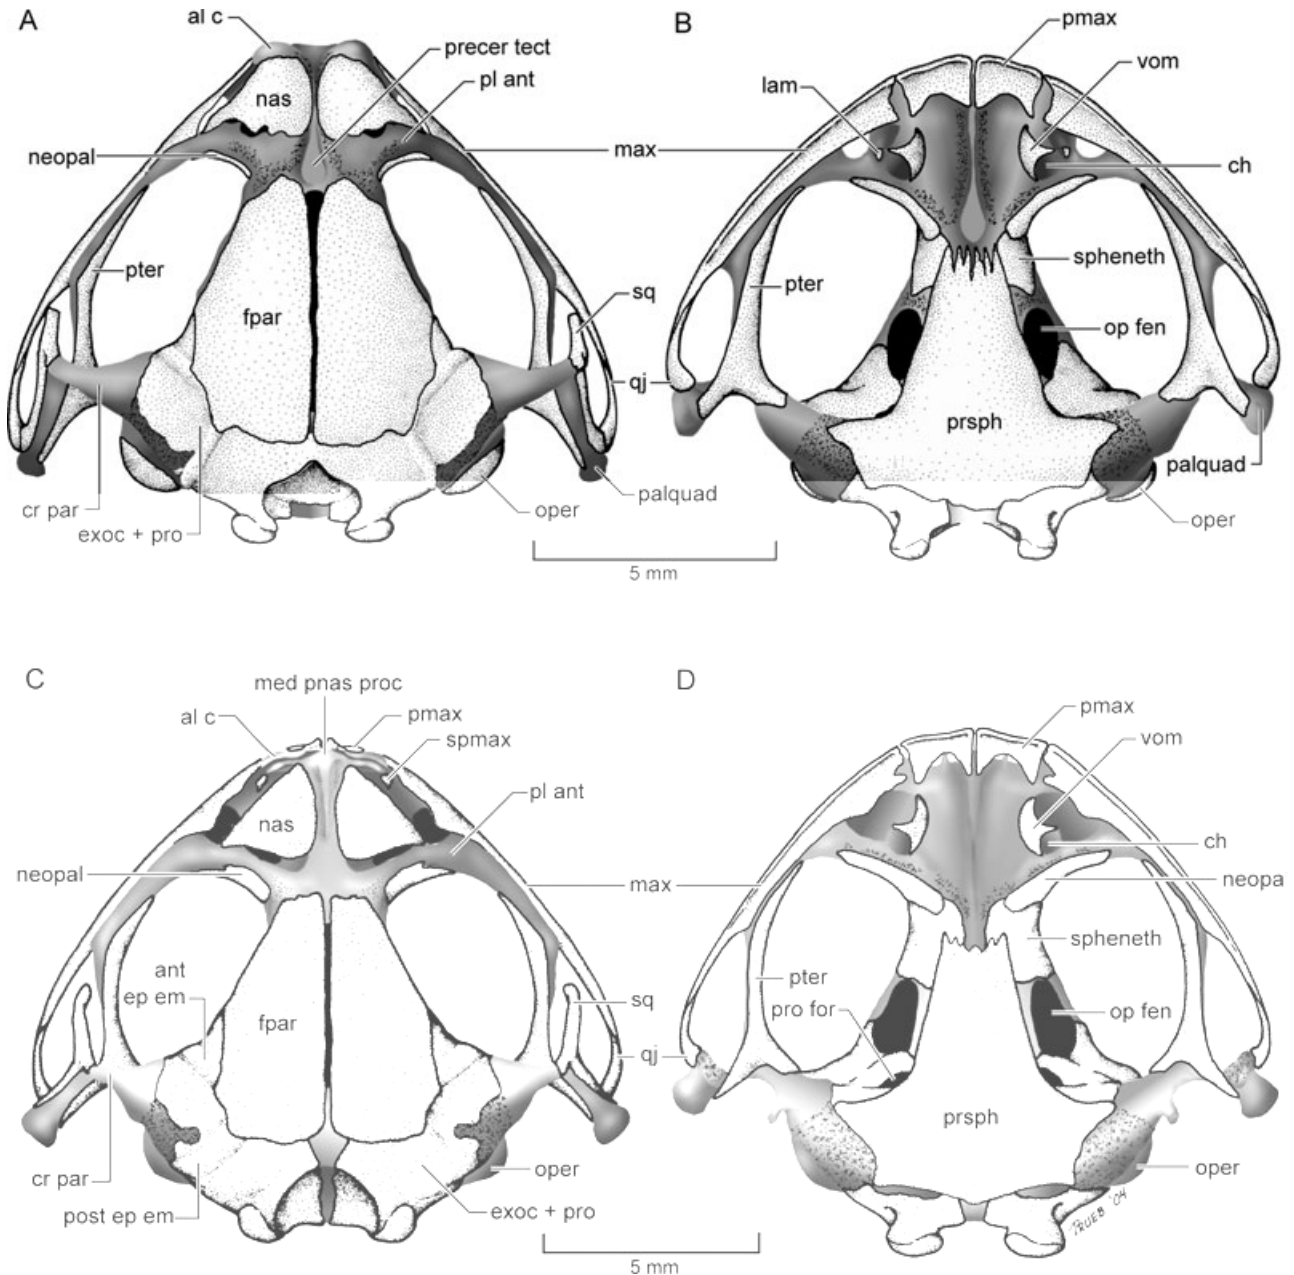 A
al c
precer tect
pl ant
nas
neopal
max
pter
sq
fpar
qj
cr par
exoc + pro
oper
palquad
B
pmax
vom
lam
ch
spheneth
pter
op fen
prsph
palquad
oper
5 mm
C
med pnas proc
al c
pmax
spmax
pl ant
nas
neopal
max
ant
ep em
sq
fpar
qj
cr par
post ep em
oper
exoc + pro
D
pmax
vom
ch
neopa
spheneth
pter
pro for
op fen
prsph
oper
TRUEB '04
5 mm